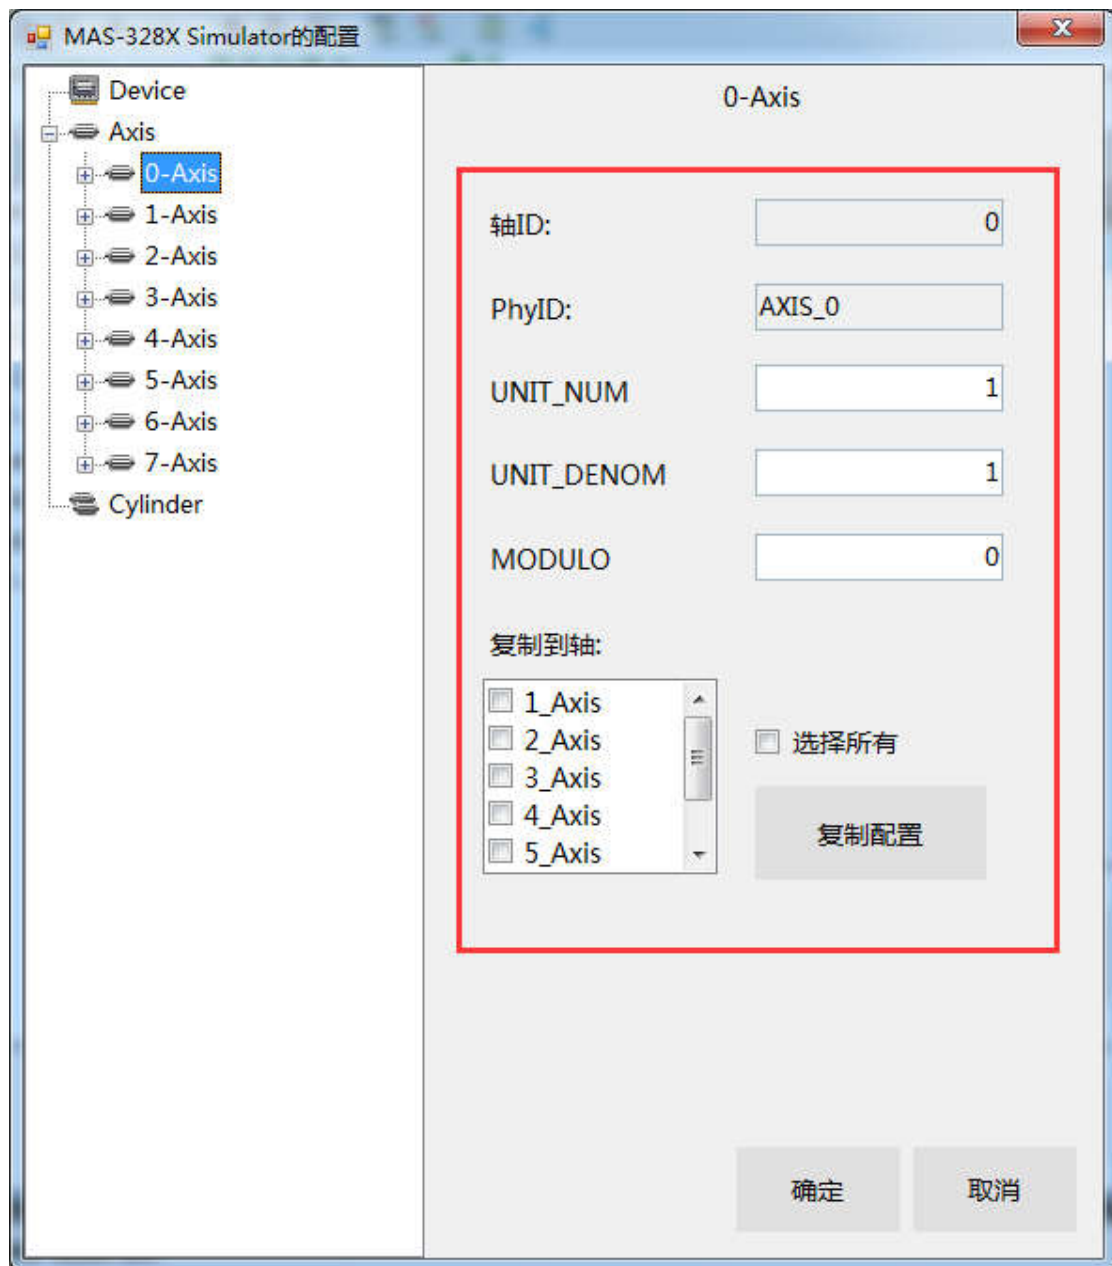 MAS-328X Simulator的配置
Device
Axis
0-Axis
1-Axis
2-Axis
3-Axis
4-Axis
5-Axis
6-Axis
7-Axis
Cylinder
0-Axis
轴ID: 0
PhyID: AXIS_0
UNIT_NUM 1
UNIT_DENOM 1
MODULO 0
复制到轴:
1_Axis
2_Axis
3_Axis
4_Axis
5_Axis
选择所有
复制配置
确定 取消